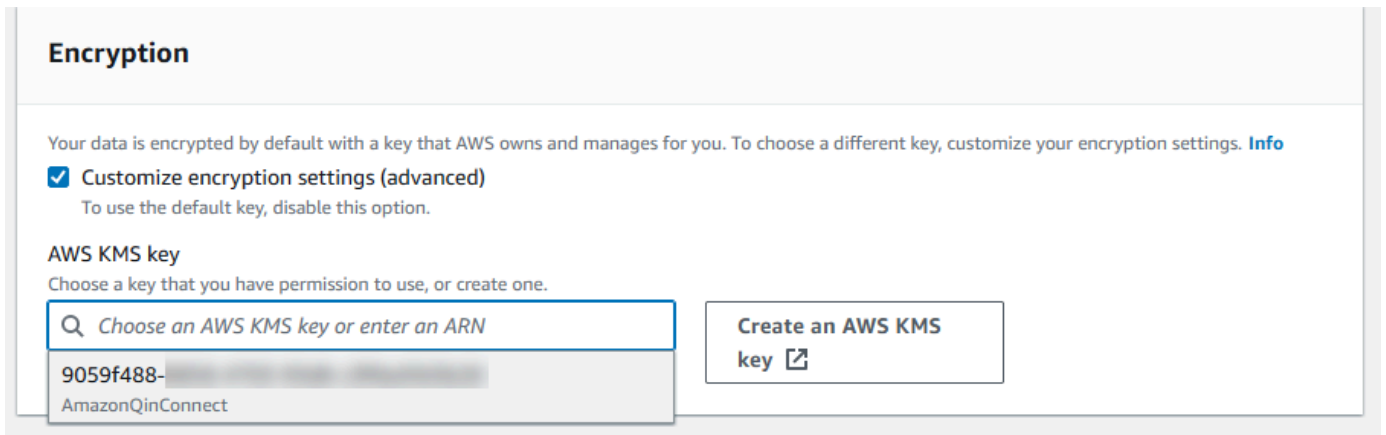 Encryption
Your data is encrypted by default with a key that AWS owns and manages for you. To choose a different key, customize your encryption settings. Info
Customize encryption settings (advanced)
To use the default key, disable this option.
AWS KMS key
Choose a key that you have permission to use, or create one.
Choose an AWS KMS key or enter an ARN
Create an AWS KMS
key
9059f488-
AmazonQinConnect